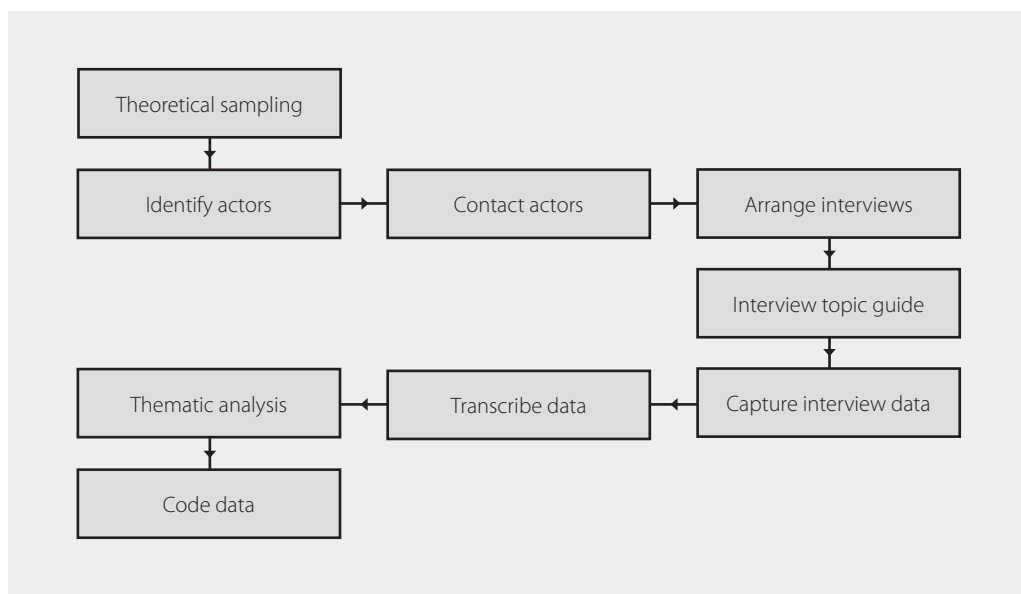 Theoretical sampling
Identify actors
Contact actors
Arrange interviews
Interview topic guide
Capture interview data
Transcribe data
Thematic analysis
Code data